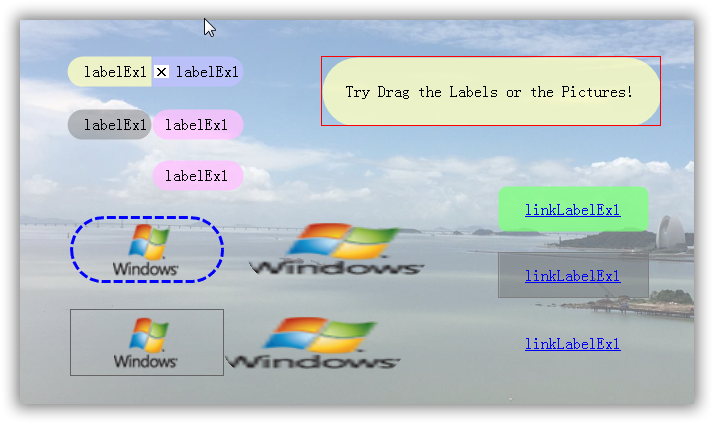 labelEx1 × labelEx1
Try Drag the Labels or the Pictures!
labelEx1 labelEx1
labelEx1
linkLabelEx1
Windows Windows
linkLabelEx1
Windows Windows
linkLabelEx1